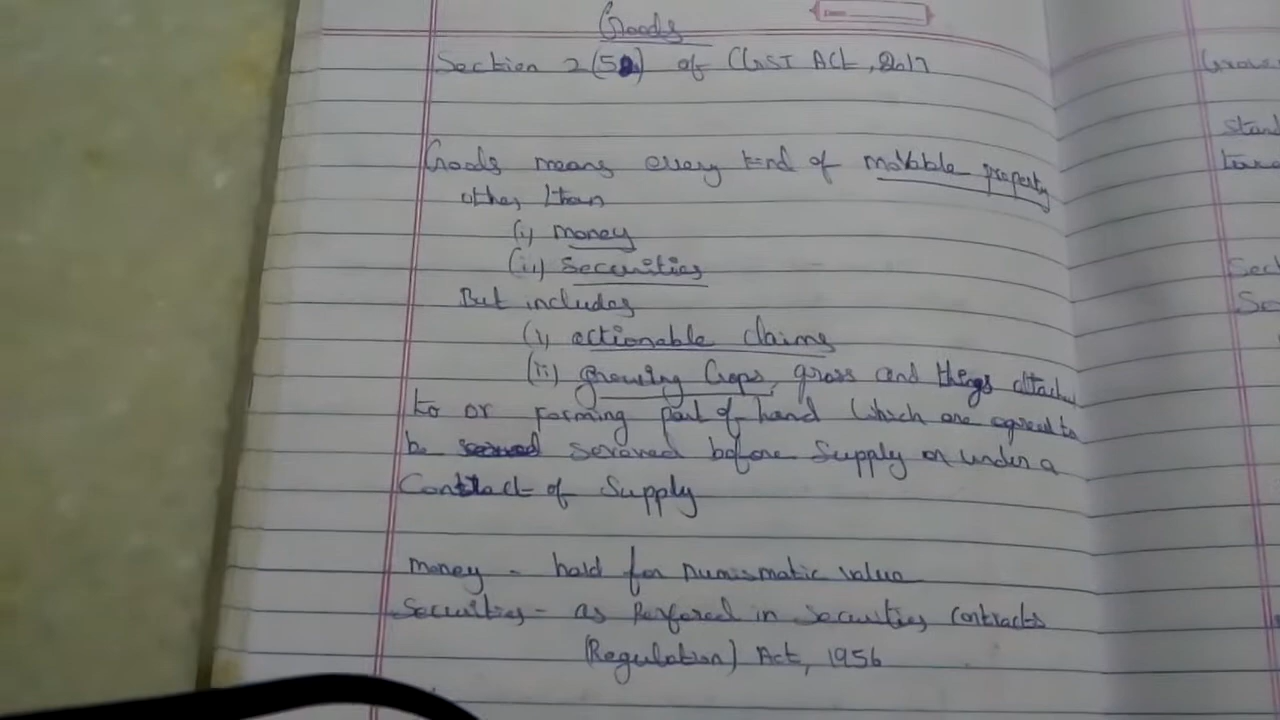 Goods
Section 2(52) of CGST Act, 2017
Goods means every kind of movable property
other than
(i) money
(ii) Securities
But includes
(i) actionable claims
(ii) growing Crops, grass and things attached
to or forming part of land which are agreed to
be severed before Supply or under a
Contract of Supply
money - hold for numismatic value
Securities - as Referred in Securities contracts
(Regulation) Act, 1956